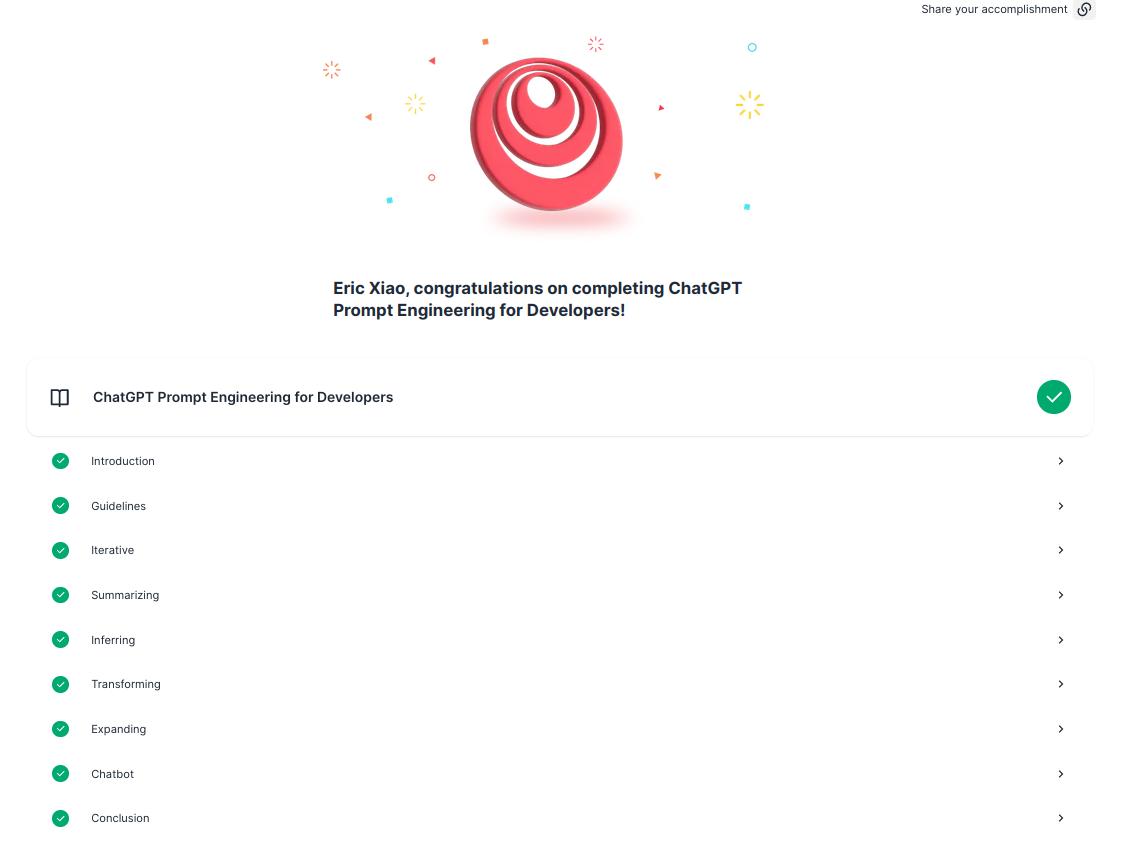 Share your accomplishment
Eric Xiao, congratulations on completing ChatGPT
Prompt Engineering for Developers!
ChatGPT Prompt Engineering for Developers
Introduction
Guidelines
Iterative
Summarizing
Inferring
Transforming
Expanding
Chatbot
Conclusion